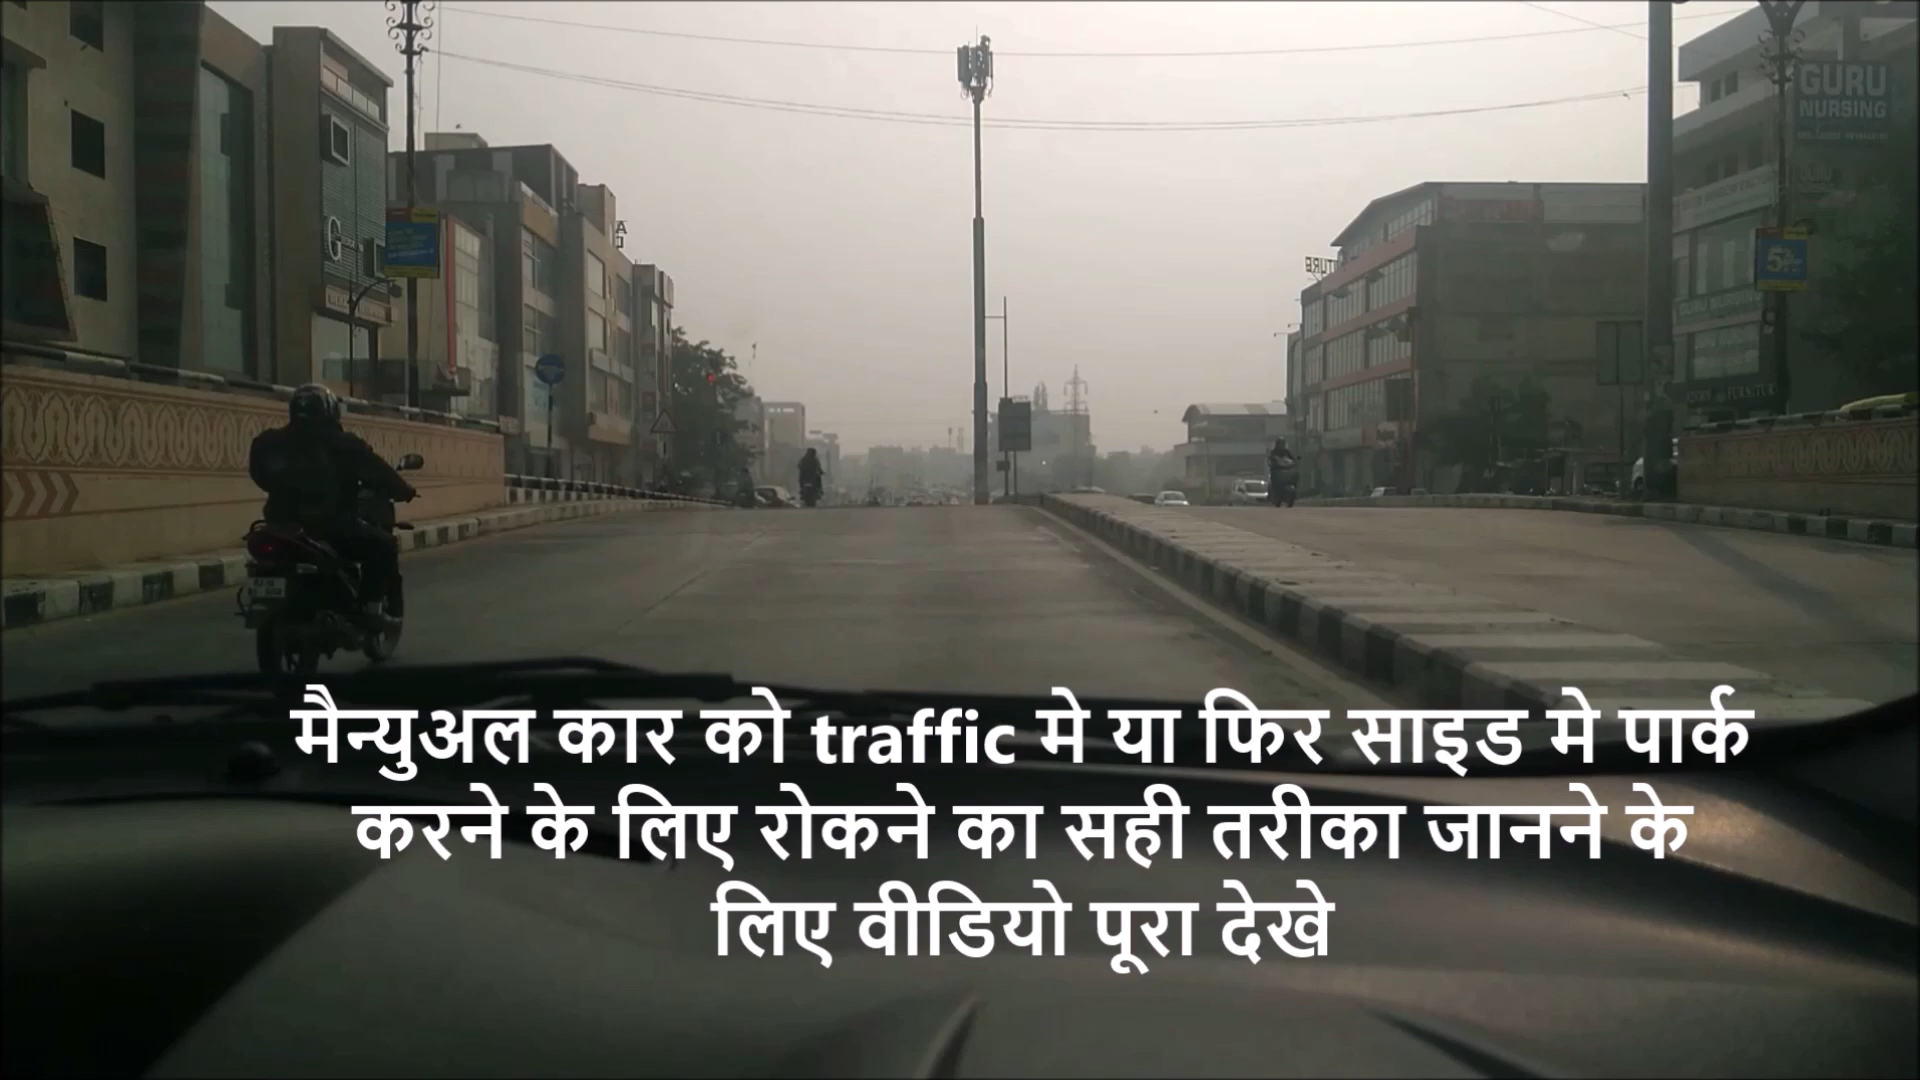 GURU
NURSING
G
मैन्युअल कार को traffic मे या फिर साइड मे पार्क
करने के लिए रोकने का सही तरीका जानने के
लिए वीडियो पूरा देखे